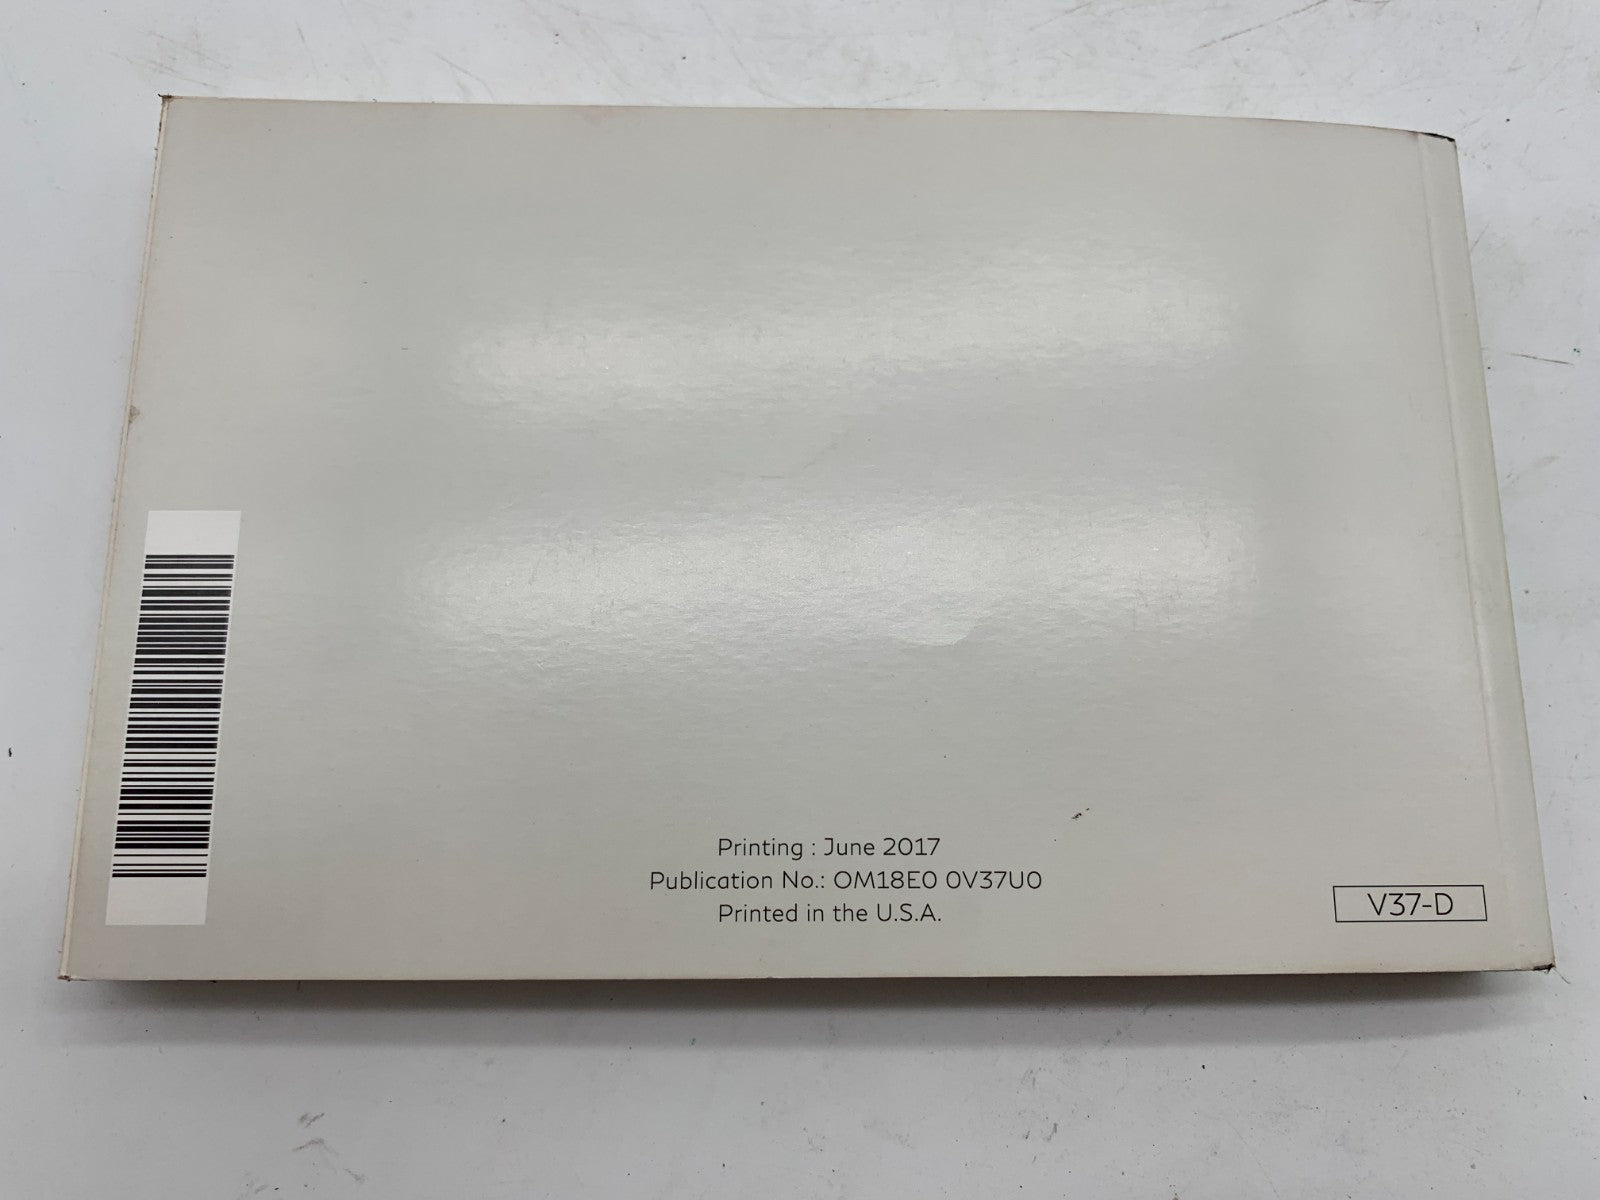 Printing : June 2017
Publication No.: OM18E0 0V37U0
Printed in the U.S.A.
V37-D